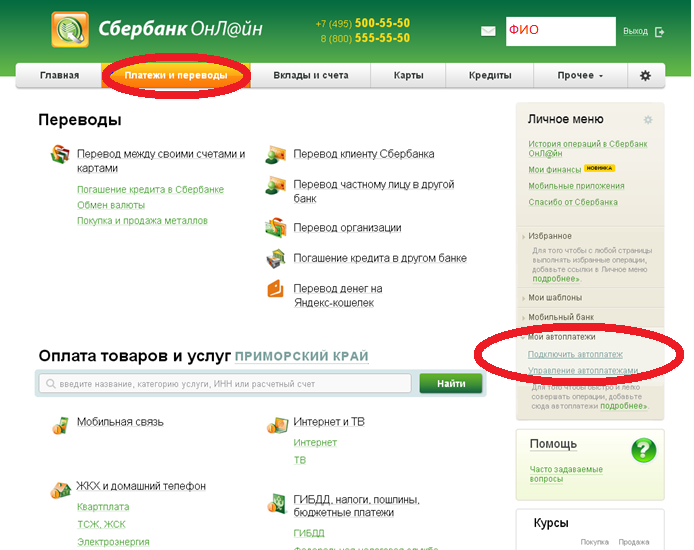 Сбербанк ОнЛ@йн
+7 (495) 500-55-50
8 (800) 555-55-50
ФИО
Выход
Главная
Платежи и переводы
Вклады и счета
Карты
Кредиты
Прочее
Переводы
Перевод между своими счетами и
картами
Погашение кредита в Сбербанке
Обмен валюты
Покупка и продажа металлов
Перевод клиенту Сбербанка
Перевод частному лицу в другой
банк
Перевод организации
Погашение кредита в другом банке
Перевод денег на
Яндекс-кошелек
Оплата товаров и услуг ПРИМОРСКИЙ КРАЙ
введите название, категорию услуги, ИНН или расчетный счет
Найти
Мобильная связь
Интернет и ТВ
Интернет
ТВ
ЖКХ и домашний телефон
Квартплата
ТСЖ, ЖСК
Электроэнергия
ГИБДД, налоги, пошлины,
бюджетные платежи
ГИБДД
Федеральная налоговая служба
Личное меню
История операций в Сбербанк
ОнЛ@йн
Мои финансы НОВИНКА
Мобильные приложения
Спасибо от Сбербанка
Избранное
Для того чтобы с любой страницы
выполнять избранные операции,
добавьте ссылки в Личное меню
подробнее».
Мои шаблоны
Мобильный банк
Мои автоплатежи
Подключить автоплатеж
Управление автоплатежами
Для того чтобы быстро и легко
совершать операции, добавьте
сюда автоплатежи подробнее».
Помощь
Часто задаваемые
вопросы
Курсы
Покупка Продажа